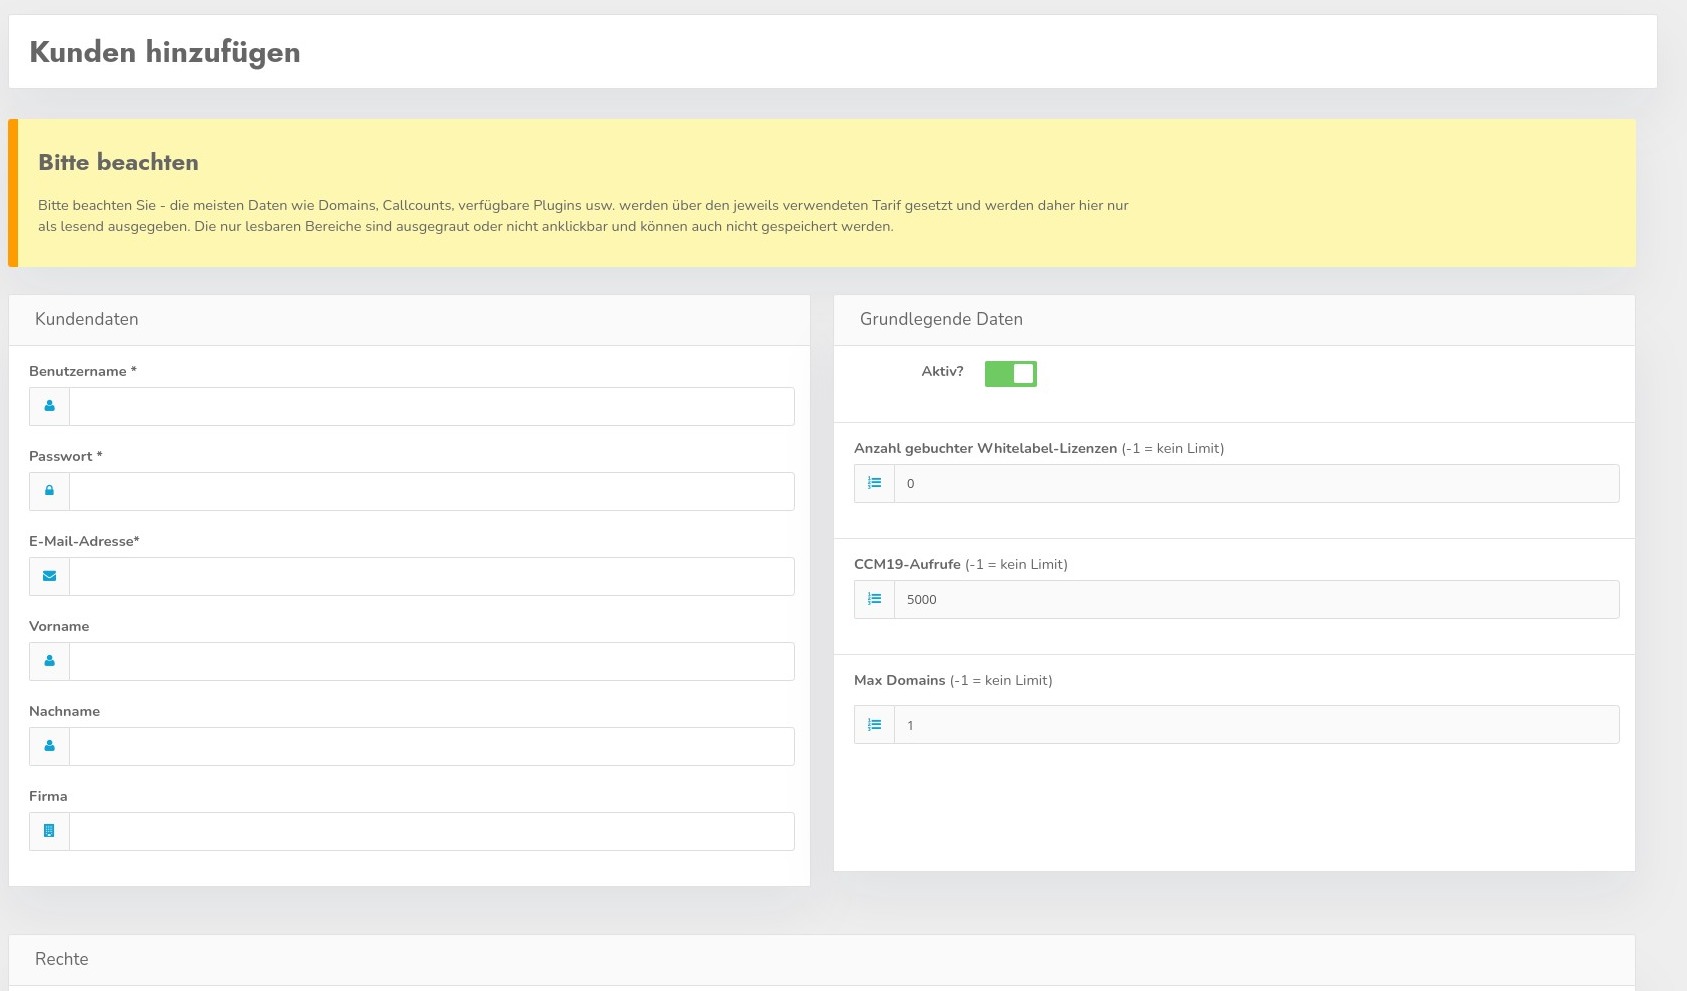 Kunden hinzufügen
Bitte beachten
Bitte beachten Sie - die meisten Daten wie Domains, Callcounts, verfügbare Plugins usw. werden über den jeweils verwendeten Tarif gesetzt und werden daher hier nur
als lesend ausgegeben. Die nur lesbaren Bereiche sind ausgegraut oder nicht anklickbar und können auch nicht gespeichert werden.
Kundendaten
Benutzername *
Passwort *
E-Mail-Adresse*
Vorname
Nachname
Firma
Grundlegende Daten
Aktiv?
Anzahl gebuchter Whitelabel-Lizenzen (-1 = kein Limit)
0
CCM19-Aufrufe (-1 = kein Limit)
5000
Max Domains (-1 = kein Limit)
1
Rechte